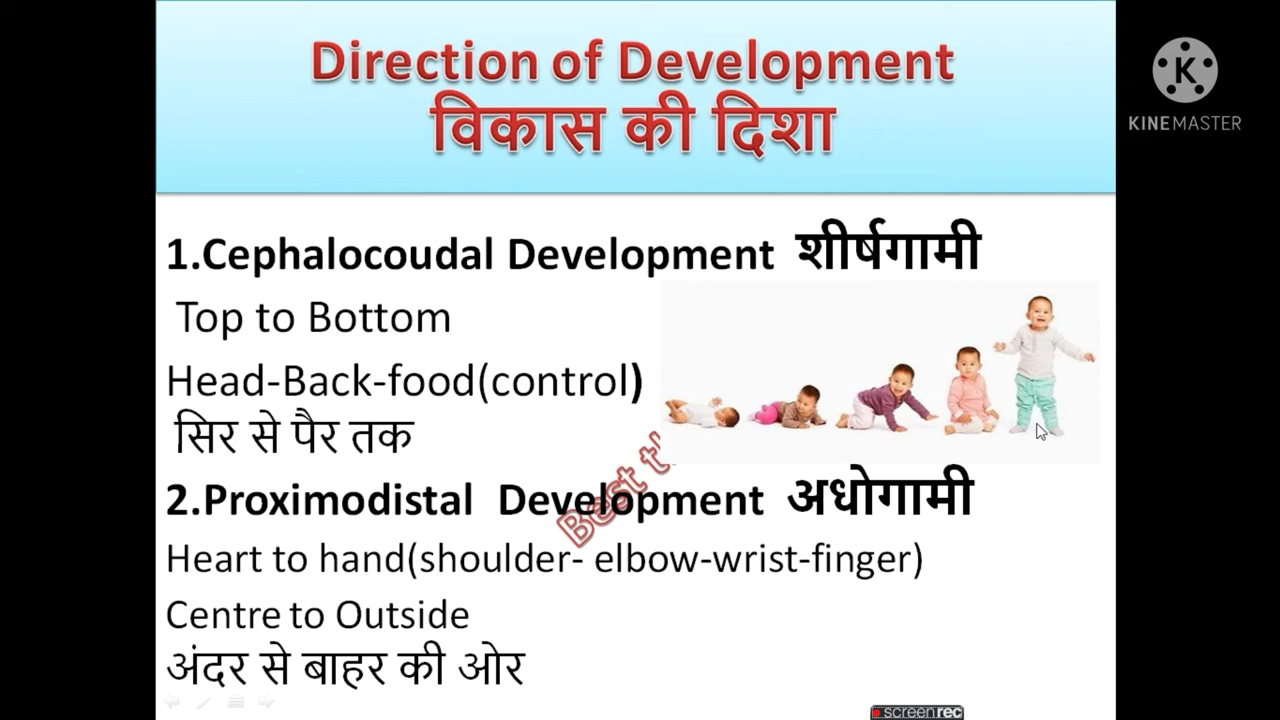 Direction of Development
विकास की दिशा
KINEMASTER
1.Cephalocoudal Development शीर्षगामी
Top to Bottom
Head-Back-food(control)
सिर से पैर तक
Best
2.Proximodistal Development अधोगामी
Heart to hand(shoulder- elbow-wrist-finger)
Centre to Outside
अंदर से बाहर की ओर
screenrec